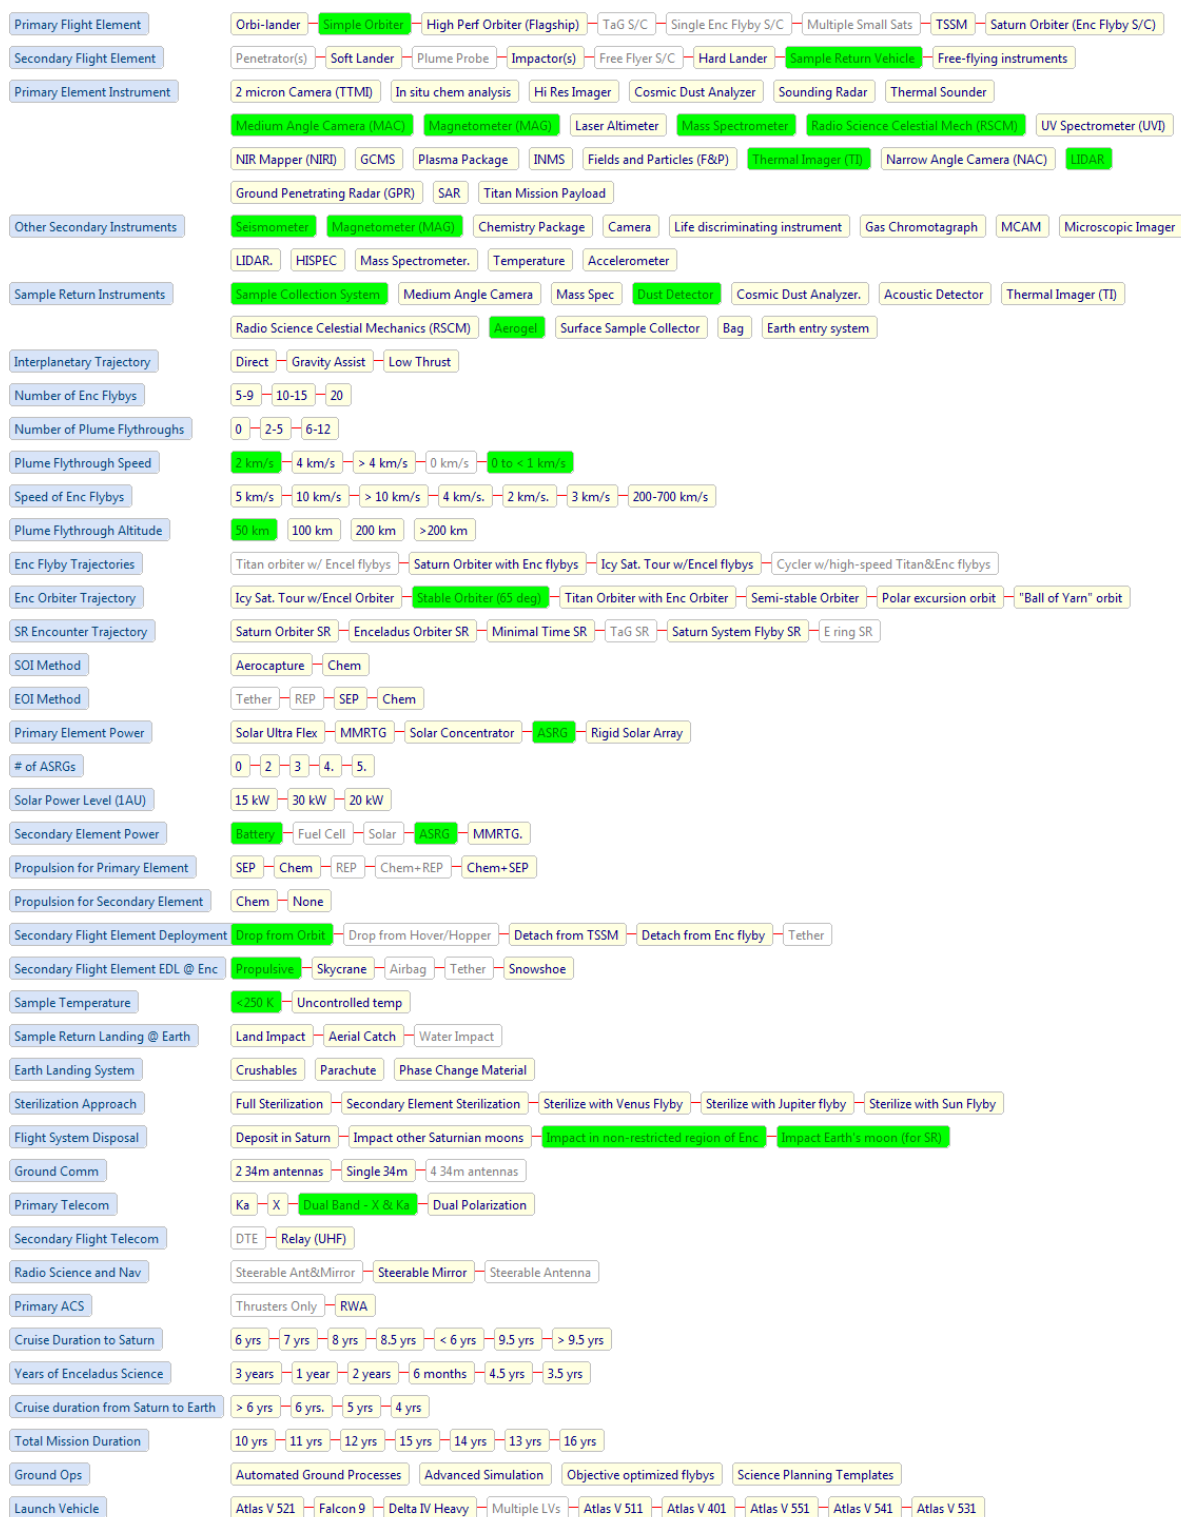 Primary Flight Element Orbi-lander Simple Orbiter High Perf Orbiter (Flagship) TaG S/C Single Enc Flyby S/C Multiple Small Sats TSSM Saturn Orbiter (Enc Flyby S/C)
Secondary Flight Element Penetrator(s) Soft Lander Plume Probe Impactor(s) Free Flyer S/C Hard Lander Sample Return Vehicle Free-flying instruments
Primary Element Instrument 2 micron Camera (TTMI) In situ chem analysis Hi Res Imager Cosmic Dust Analyzer Sounding Radar Thermal Sounder
Medium Angle Camera (MAC) Magnetometer (MAG) Laser Altimeter Mass Spectrometer Radio Science Celestial Mech (RSCM) UV Spectrometer (UVI)
NIR Mapper (NIRI) GCMS Plasma Package INMS Fields and Particles (F&P) Thermal Imager (TI) Narrow Angle Camera (NAC) LIDAR
Ground Penetrating Radar (GPR) SAR Titan Mission Payload
Other Secondary Instruments Seismometer Magnetometer (MAG) Chemistry Package Camera Life discriminating instrument Gas Chromotagraph MCAM Microscopic Imager
LIDAR. HISPEC Mass Spectrometer. Temperature Accelerometer
Sample Return Instruments Sample Collection System Medium Angle Camera Mass Spec Dust Detector Cosmic Dust Analyzer. Acoustic Detector Thermal Imager (TI)
Radio Science Celestial Mechanics (RSCM) Aerogel Surface Sample Collector Bag Earth entry system
Interplanetary Trajectory Direct Gravity Assist Low Thrust
Number of Enc Flybys 5-9 10-15 20
Number of Plume Flythroughs 0 2-5 6-12
Plume Flythrough Speed 2 km/s 4 km/s > 4 km/s 0 km/s 0 to < 1 km/s
Speed of Enc Flybys 5 km/s 10 km/s > 10 km/s 4 km/s. 2 km/s. 3 km/s 200-700 km/s
Plume Flythrough Altitude 50 km 100 km 200 km >200 km
Enc Flyby Trajectories Titan orbiter w/ Encel flybys Saturn Orbiter with Enc flybys Icy Sat. Tour w/Encel flybys Cycler w/high-speed Titan&Enc flybys
Enc Orbiter Trajectory Icy Sat. Tour w/Encel Orbiter Stable Orbiter (65 deg) Titan Orbiter with Enc Orbiter Semi-stable Orbiter Polar excursion orbit "Ball of Yarn" orbit
SR Encounter Trajectory Saturn Orbiter SR Enceladus Orbiter SR Minimal Time SR TaG SR Saturn System Flyby SR E ring SR
SOI Method Aerocapture Chem
EOI Method Tether REP SEP Chem
Primary Element Power Solar Ultra Flex MMRTG Solar Concentrator ASRG Rigid Solar Array
# of ASRGs 0 2 3 4. 5.
Solar Power Level (1AU) 15 kW 30 kW 20 kW
Secondary Element Power Battery Fuel Cell Solar ASRG MMRTG.
Propulsion for Primary Element SEP Chem REP Chem+REP Chem+SEP
Propulsion for Secondary Element Chem None
Secondary Flight Element Deployment Drop from Orbit Drop from Hover/Hopper Detach from TSSM Detach from Enc flyby Tether
Secondary Flight Element EDL @ Enc Propulsive Skycrane Airbag Tether Snowshoe
Sample Temperature <250 K Uncontrolled temp
Sample Return Landing @ Earth Land Impact Aerial Catch Water Impact
Earth Landing System Crushables Parachute Phase Change Material
Sterilization Approach Full Sterilization Secondary Element Sterilization Sterilize with Venus Flyby Sterilize with Jupiter flyby Sterilize with Sun Flyby
Flight System Disposal Deposit in Saturn Impact other Saturnian moons Impact in non-restricted region of Enc Impact Earth's moon (for SR)
Ground Comm 2 34m antennas Single 34m 4 34m antennas
Primary Telecom Ka X Dual Band - X & Ka Dual Polarization
Secondary Flight Telecom DTE Relay (UHF)
Radio Science and Nav Steerable Ant&Mirror Steerable Mirror Steerable Antenna
Primary ACS Thrusters Only RWA
Cruise Duration to Saturn 6 yrs 7 yrs 8 yrs 8.5 yrs < 6 yrs 9.5 yrs > 9.5 yrs
Years of Enceladus Science 3 years 1 year 2 years 6 months 4.5 yrs 3.5 yrs
Cruise duration from Saturn to Earth > 6 yrs 6 yrs. 5 yrs 4 yrs
Total Mission Duration 10 yrs 11 yrs 12 yrs 15 yrs 14 yrs 13 yrs 16 yrs
Ground Ops Automated Ground Processes Advanced Simulation Objective optimized flybys Science Planning Templates
Launch Vehicle Atlas V 521 Falcon 9 Delta IV Heavy Multiple LVs Atlas V 511 Atlas V 401 Atlas V 551 Atlas V 541 Atlas V 531